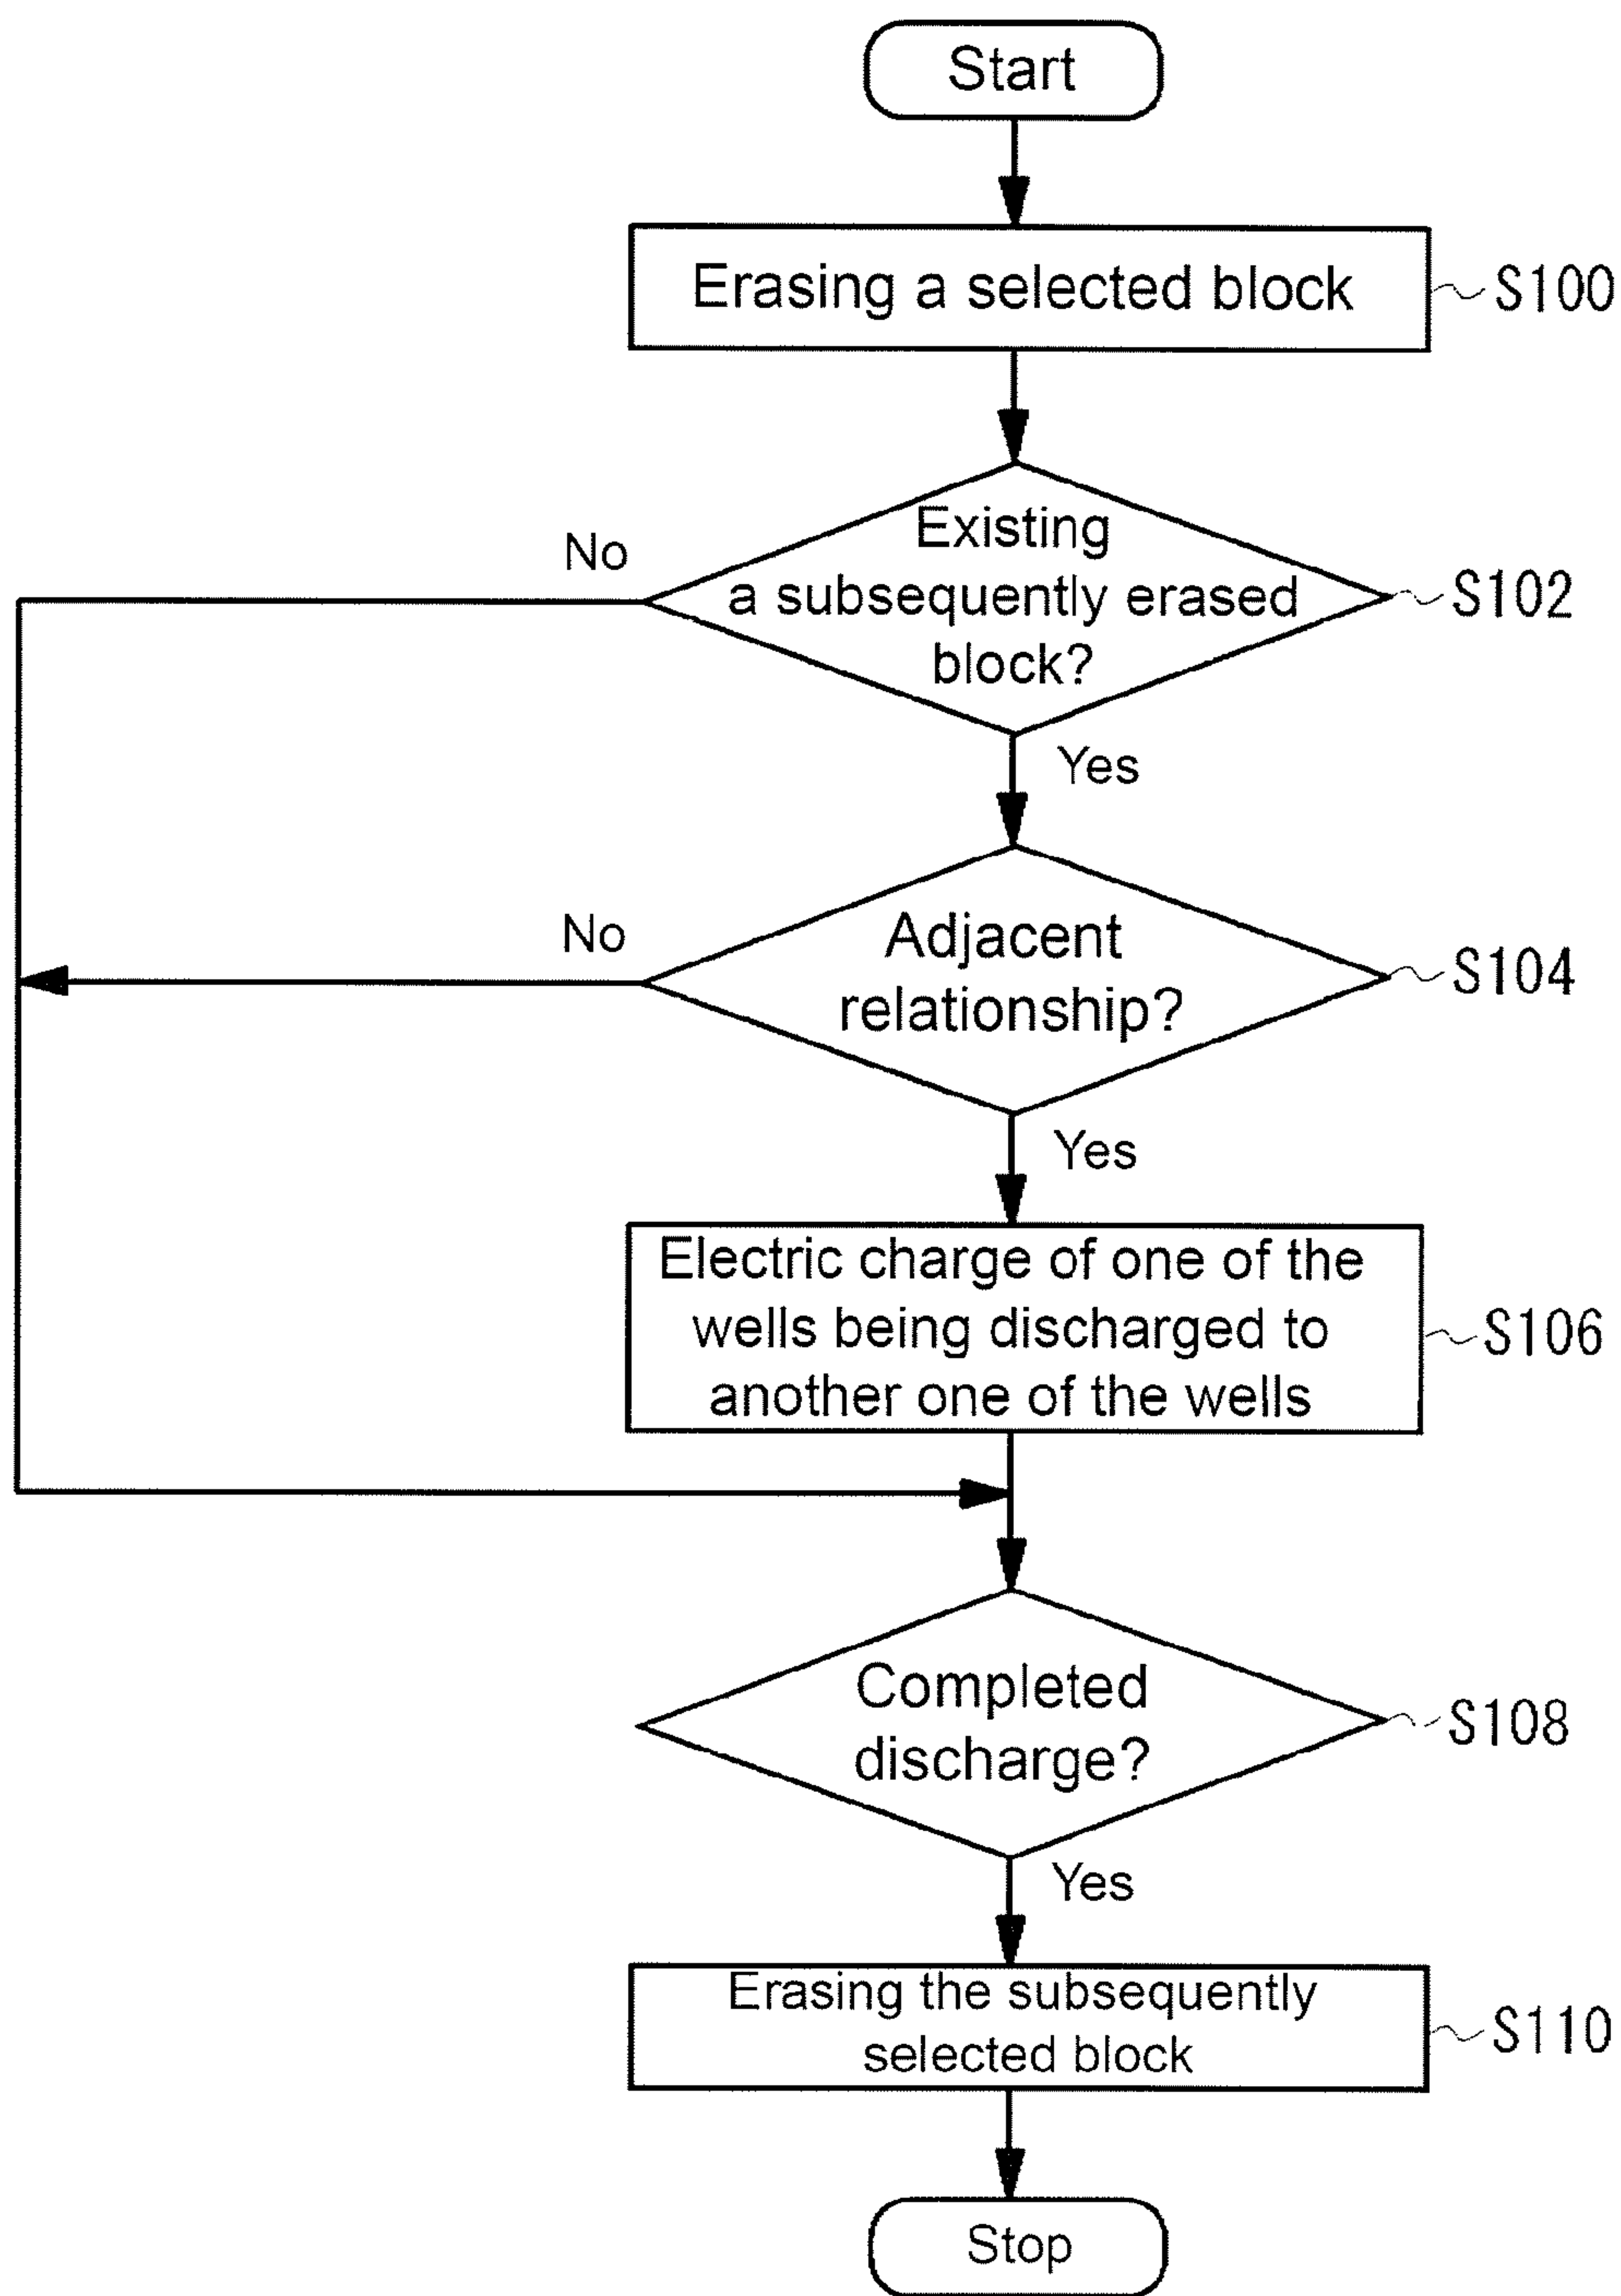 Start
Erasing a selected block
S100
Existing
a subsequently erased
block?
S102
No
Yes
Adjacent
relationship?
S104
No
Yes
Electric charge of one of the
wells being discharged to
another one of the wells
S106
Completed
discharge?
S108
Yes
Erasing the subsequently
selected block
S110
Stop